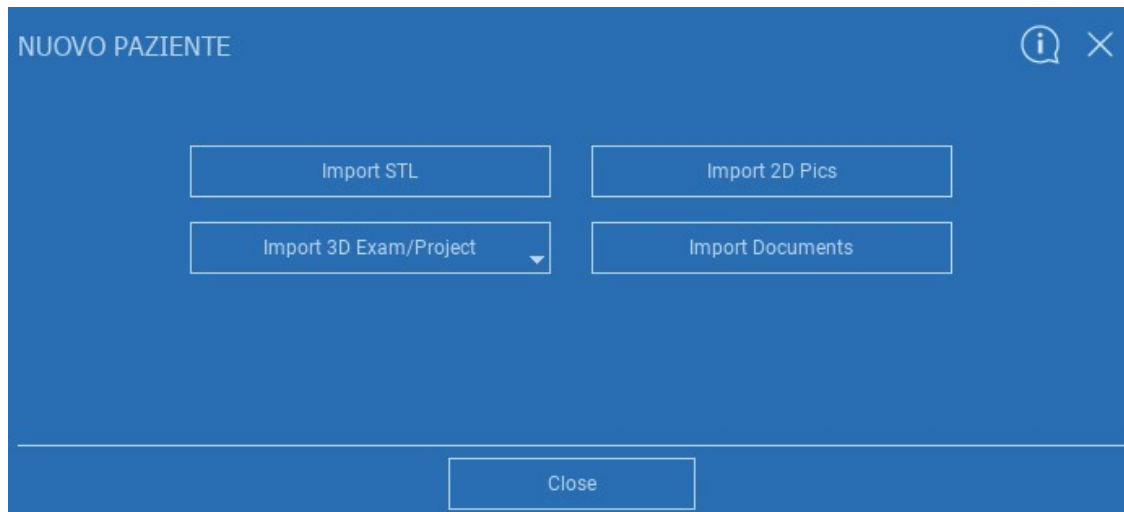 NUOVO PAZIENTE
Import STL
Import 2D Pics
Import 3D Exam/Project
Import Documents
Close